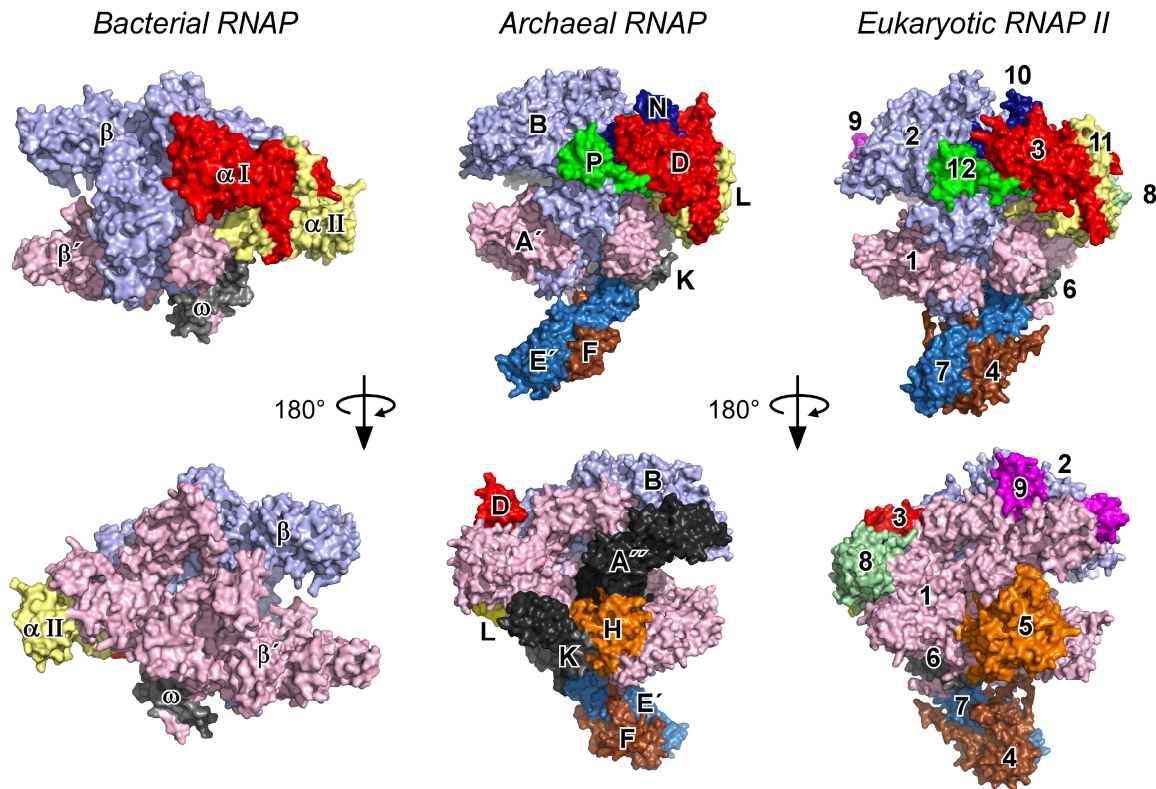 Bacterial RNAP
Archaeal RNAP
Eukaryotic RNAP II
β
α I
α II
β´
ω
B
N
P
D
L
A´
K
E´
F
10
9
2
12
3
11
8
1
6
7
4
180°
180°
β
α II
β´
ω
D
B
A´´
L
K
H
E´
F
2
9
3
8
1
5
6
7
4